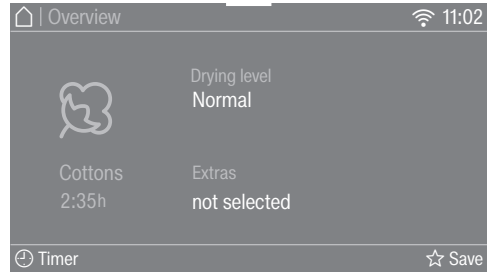 | Overview
11:02
Drying level
Normal
Cottons
2:35h
Extras
not selected
Timer
Save